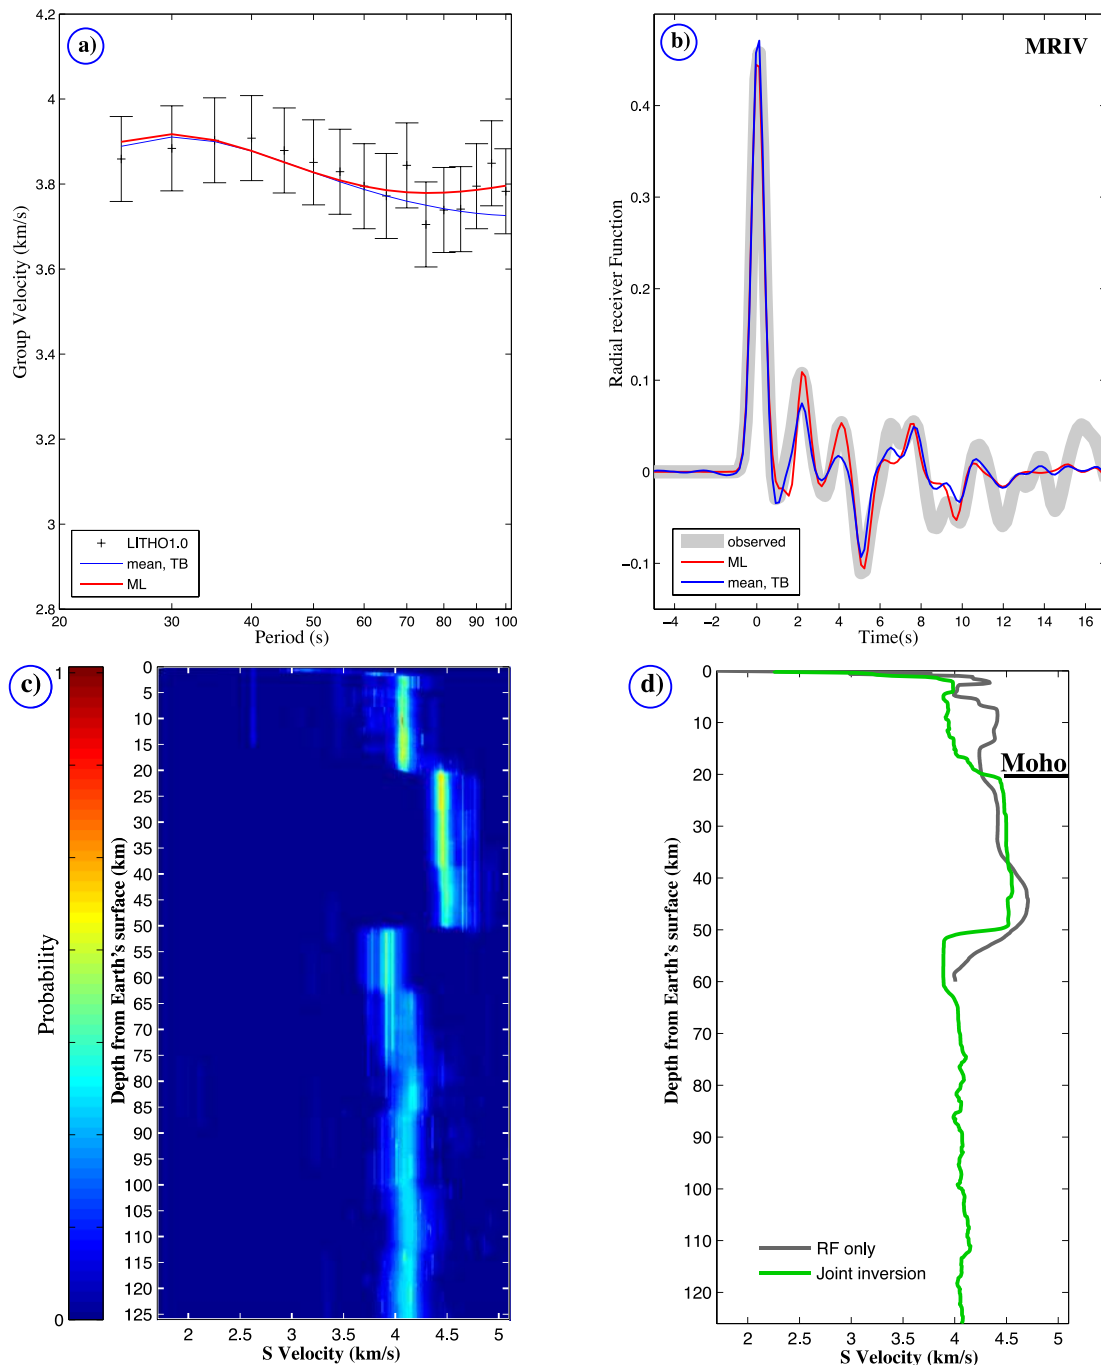 a)
4.2
4
3.8
3.6
3.4
3.2
3
2.8
Group Velocity (km/s)
LITHO1.0
mean, TB
ML
20 30 40 50 60 70 80 90 100
Period (s)
b)
MRIV
0.4
0.3
0.2
0.1
0
−0.1
Radial receiver Function
observed
ML
mean, TB
−4 −2 0 2 4 6 8 10 12 14 16
Time(s)
c)
1
0
Probability
Depth from Earth's surface (km)
0
5
10
15
20
25
30
35
40
45
50
55
60
65
70
75
80
85
90
95
100
105
110
115
120
125
2 2.5 3 3.5 4 4.5 5
S Velocity (km/s)
d)
Moho
Depth from Earth's surface (km)
0
10
20
30
40
50
60
70
80
90
100
110
120
RF only
Joint inversion
2 2.5 3 3.5 4 4.5 5
S Velocity (km/s)